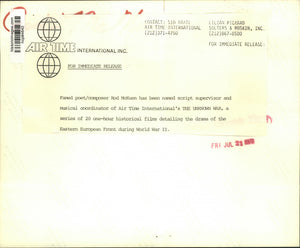 CONTACT: SID
AIR TIME INTERNATIONAL
(212)371-4750
LILLIAN PICKARD
SOLTERS & ROSKIN, INC.
(212)867-8500
FOR IMMEDIATE RELEASE
AIR TIME INTERNATIONAL INC.
FOR IMMEDIATE RELEASE
Famed poet/composer Rod McKuen has been named script supervisor and
musical coordinator of Air Time International's THE UNKNOWN WAR, a
series of 20 one-hour historical films detailing the drama of the
Eastern European Front during World War II.
FRI JUL 21